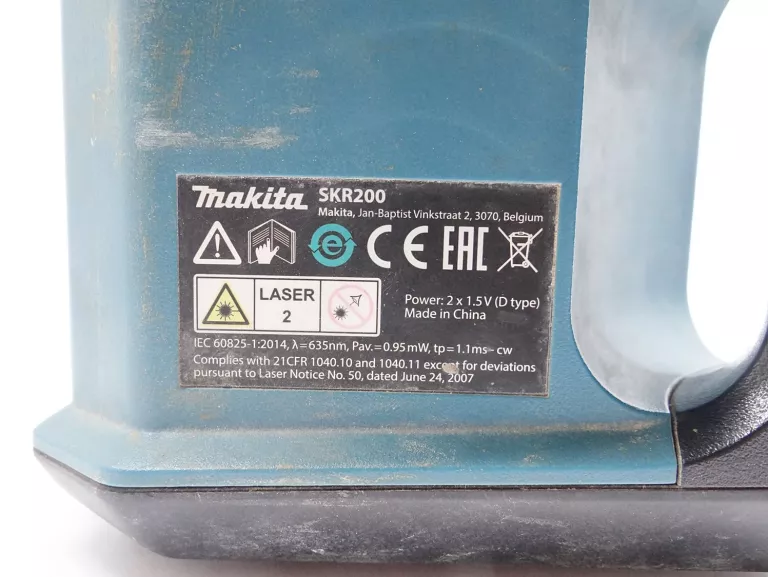 makita SKR200
Makita, Jan-Baptist Vinkstraat 2, 3070, Belgium
e CE EAC
LASER
2
Power: 2 x 1.5V (D type)
Made in China
IEC 60825-1:2014, λ=635nm, Pav.=0.95mW, tp=1.1ms~cw
Complies with 21CFR 1040.10 and 1040.11 except for deviations
pursuant to Laser Notice No. 50, dated June 24, 2007